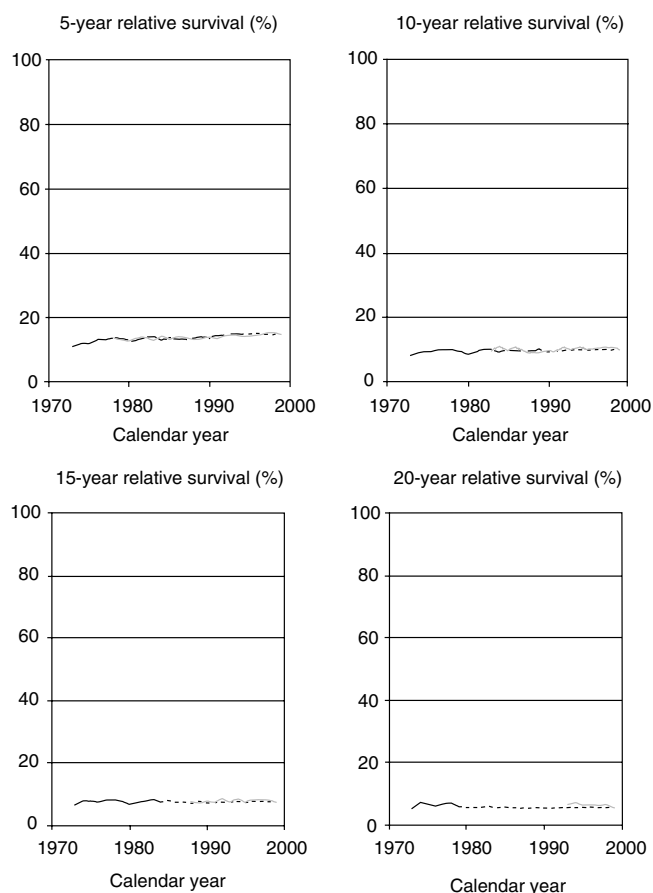 5-year relative survival (%)
100
80
60
40
20
0
1970 1980 1990 2000
Calendar year
10-year relative survival (%)
100
80
60
40
20
0
1970 1980 1990 2000
Calendar year
15-year relative survival (%)
100
80
60
40
20
0
1970 1980 1990 2000
Calendar year
20-year relative survival (%)
100
80
60
40
20
0
1970 1980 1990 2000
Calendar year